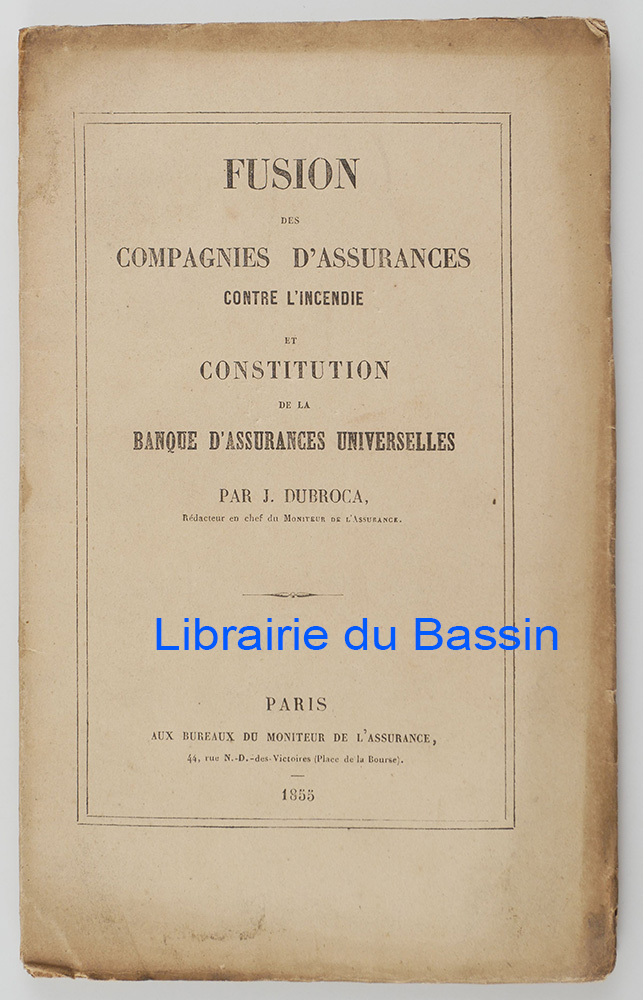 FUSION
DES
COMPAGNIES D'ASSURANCES
CONTRE L'INCENDIE
ET
CONSTITUTION
DE LA
BANQUE D'ASSURANCES UNIVERSELLES
PAR J. DUBROCA,
Rédacteur en chef du MONITEUR DE L'ASSURANCE.
Librairie du Bassin
PARIS
AUX BUREAUX DU MONITEUR DE L'ASSURANCE,
44, rue N.-D.-des-Victoires (Place de la Bourse).
1855